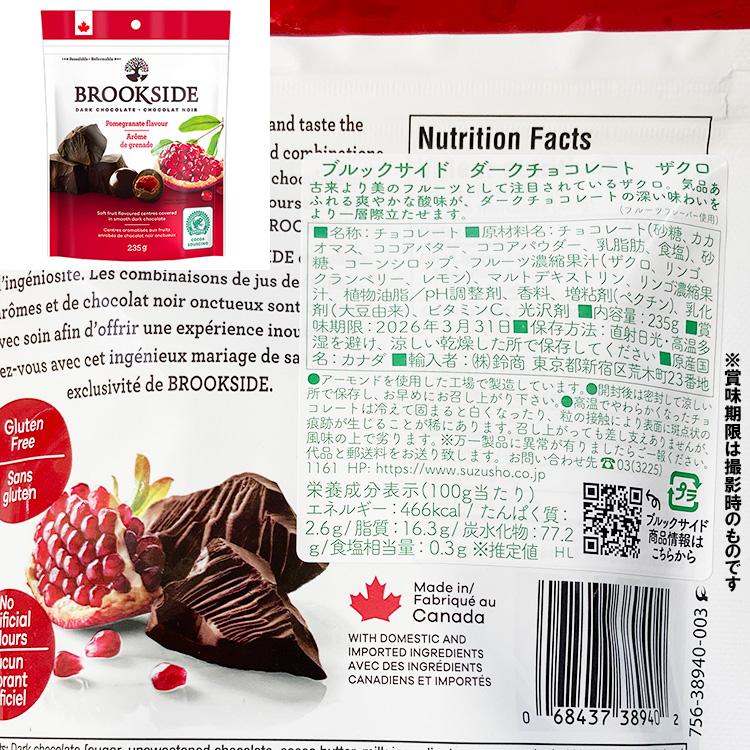 Resealable • Refermable
BROOKSIDE
DARK CHOCOLATE • CHOCOLAT NOIR
Pomegranate flavour
Arôme
de grenade
Soft fruit flavoured centres covered
in smooth dark chocolate
Centres aromatisés aux fruits
enrobés de chocolat noir onctueux
235 g
COCOA
SOURCING
and taste the
d combinations
BROOKSIDE.
l'ingéniosité. Les combinaisons de jus de
arômes et de chocolat noir onctueux sont
vec soin afin d'offrir une expérience inou
ez-vous avec cet ingénieux mariage de sa
exclusivité de BROOKSIDE.
Gluten
Free
Sans
gluten
No
tificial
lours
ucun
orant
ificiel
Nutrition Facts
ブルックサイド ダークチョコレート ザクロ
古来より美のフルーツとして注目されているザクロ。気品あ
ふれる爽やかな酸味が、ダークチョコレートの深い味わいを
より一層際立たせます。
(フルーツフレーバー使用)
■名称：チョコレート ■原材料名：チョコレート(砂糖、カカ
オマス、ココアバター、ココアパウダー、乳脂肪、食塩)、砂
糖、コーンシロップ、フルーツ濃縮果汁(ザクロ、リンゴ、
クランベリー、レモン)、マルトデキストリン、リンゴ濃縮果
汁、植物油脂／pH調整剤、香料、増粘剤(ペクチン)、乳化
剤(大豆由来)、ビタミンC、光沢剤 ■内容量：235g ■賞
味期限：2026年3月31日 ■保存方法：直射日光・高温多
湿を避け、涼しい乾燥した所で保存してください ■原産国
名：カナダ ■輸入者：(株)鈴商 東京都新宿区荒木町23番地
●アーモンドを使用した工場で製造しています。●開封後は密封して涼しい
所で保存し、お早めにお召し上がり下さい。●高温でやわらかくなったチョ
コレートは冷えて固まると白くなったり、粒の接触により表面に斑点状の
痕跡が生じることが稀にあります。召し上がっても差し支えありませんが、
風味の上で劣ります。※万一製品に異常が有りましたらご一報ください。
代品と郵送料をお送り致します。お問い合わせ先 ☎03(3225)
1161 HP: https://www.suzusho.co.jp
栄養成分表示(100g当たり)
エネルギー：466kcal/たんぱく質：
2.6g/脂質：16.3g/炭水化物：77.2
g/食塩相当量：0.3g ※推定値 HL
プラ
ブルックサイド
商品情報は
こちらから
※賞味期限は撮影時のものです
Made in/
Fabriqué au
Canada
WITH DOMESTIC AND
IMPORTED INGREDIENTS
AVEC DES INGRÉDIENTS
CANADIENS ET IMPORTÉS
0 68437 38940 2
756-38940-003